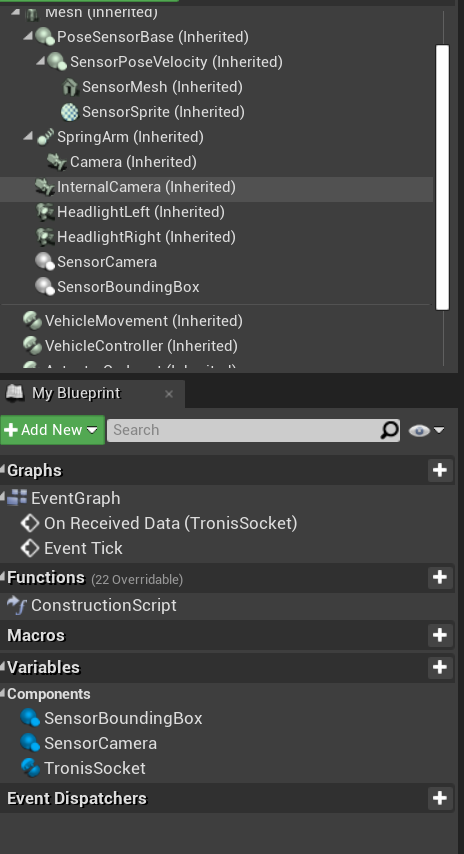 Mesh (Inherited)
PoseSensorBase (Inherited)
SensorPoseVelocity (Inherited)
SensorMesh (Inherited)
SensorSprite (Inherited)
SpringArm (Inherited)
Camera (Inherited)
InternalCamera (Inherited)
HeadlightLeft (Inherited)
HeadlightRight (Inherited)
SensorCamera
SensorBoundingBox
VehicleMovement (Inherited)
VehicleController (Inherited)
My Blueprint
Add New
Search
Graphs
EventGraph
On Received Data (TronisSocket)
Event Tick
Functions (22 Overridable)
ConstructionScript
Macros
Variables
Components
SensorBoundingBox
SensorCamera
TronisSocket
Event Dispatchers